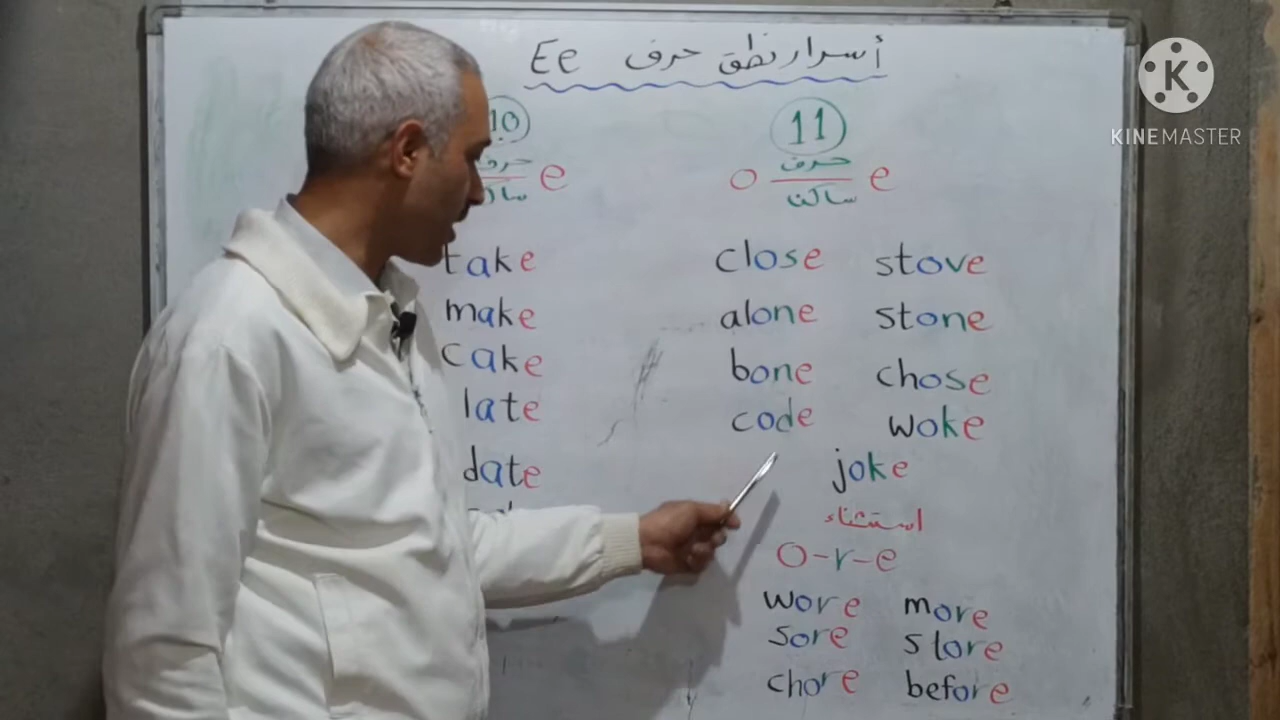 أسرار نطق حرف Ee
10 11
حرف ساكن e
o حرف ساكن e
take close stove
make alone stone
cake bone chose
late code woke
date joke
استثناء
o-r-e
wore more
sore store
chore before
KINEMASTER